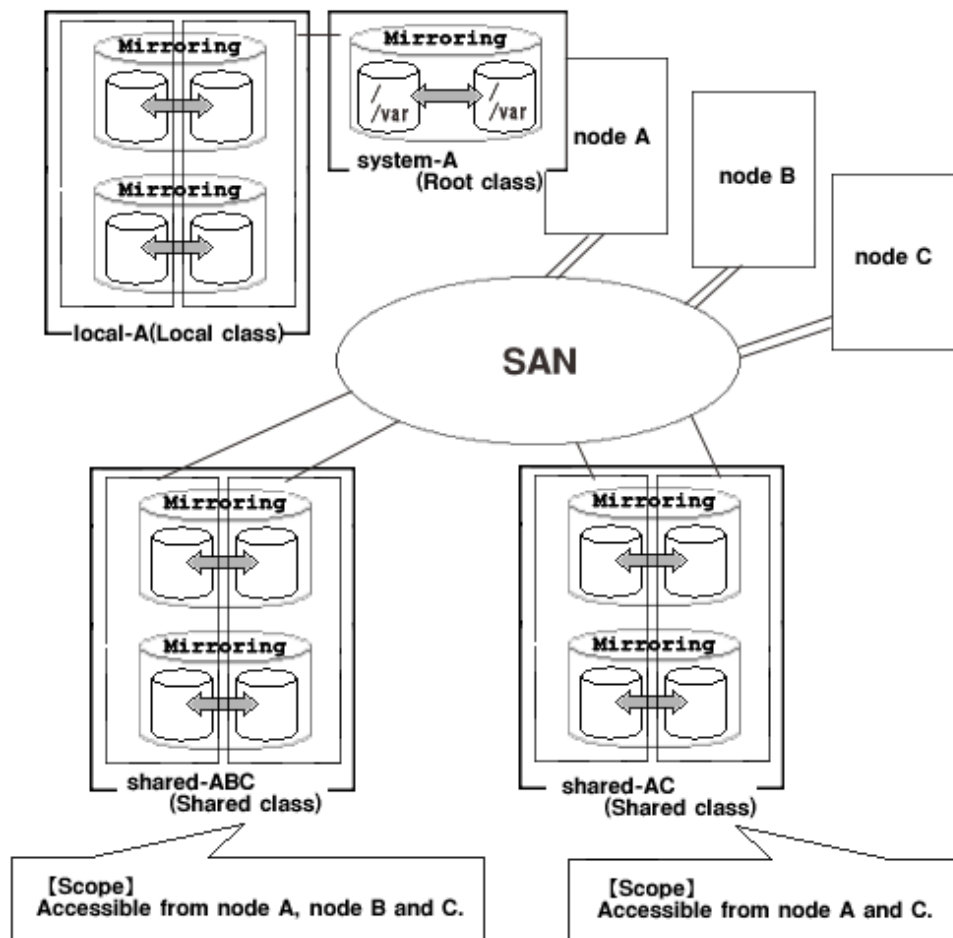 Mirroring
Mirroring
/
/var
/
/var
system-A
(Root class)
node A
node B
node C
Mirroring
local-A(Local class)
SAN
Mirroring
Mirroring
shared-ABC
(Shared class)
Mirroring
Mirroring
shared-AC
(Shared class)
【Scope】
Accessible from node A, node B and C.
【Scope】
Accessible from node A and C.